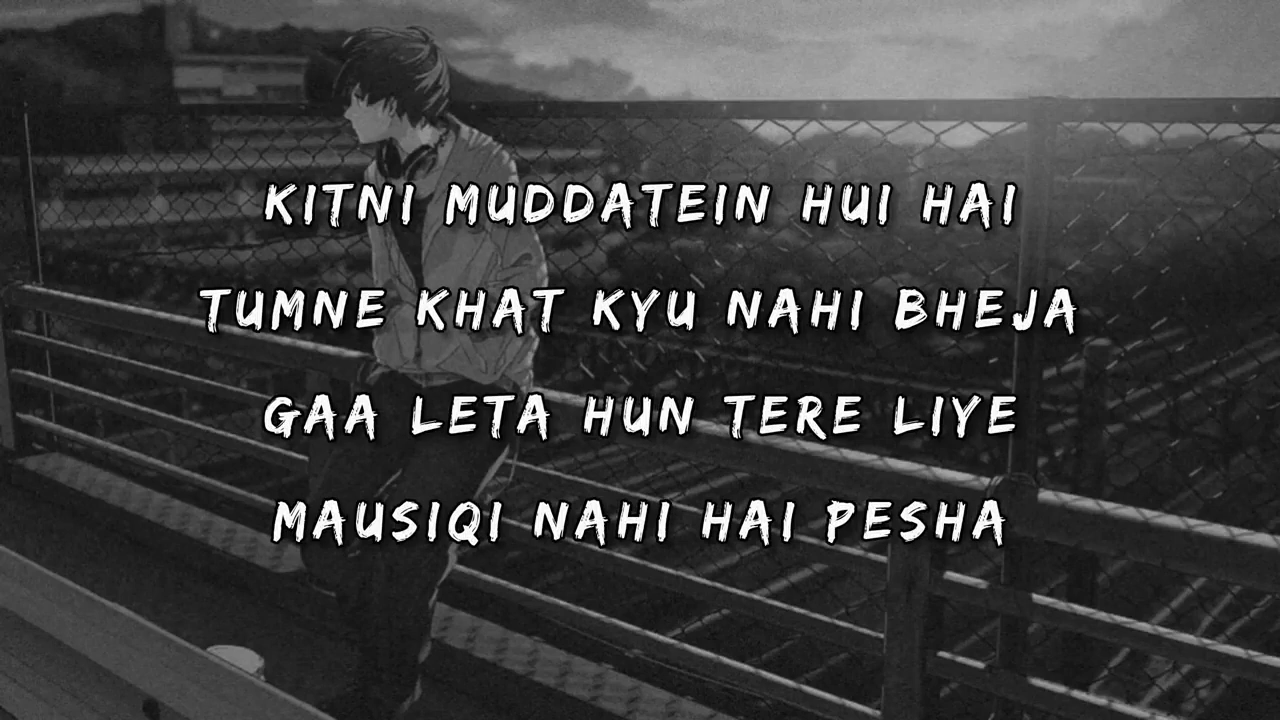 KITNI MUDDATEIN HUI HAI
TUMNE KHAT KYU NAHI BHEJA
GAA LETA HUN TERE LIYE
MAUSIQI NAHI HAI PESHA